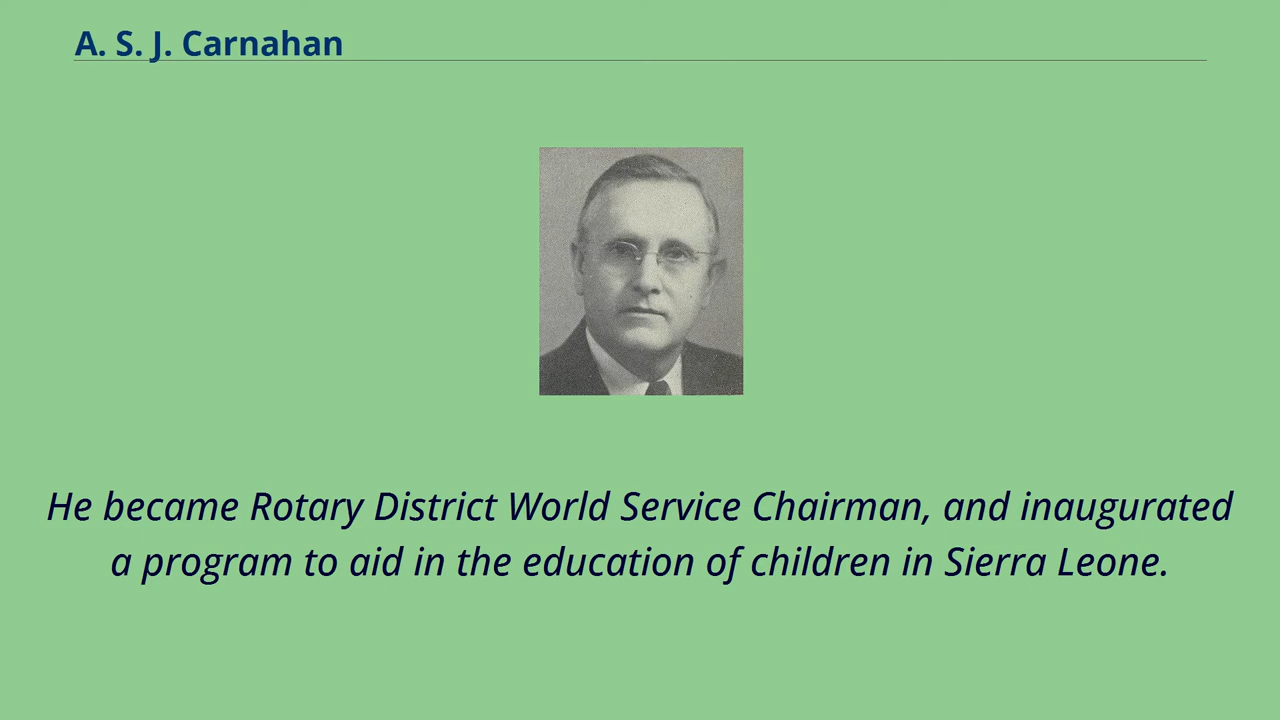 A. S. J. Carnahan
He became Rotary District World Service Chairman, and inaugurated
a program to aid in the education of children in Sierra Leone.